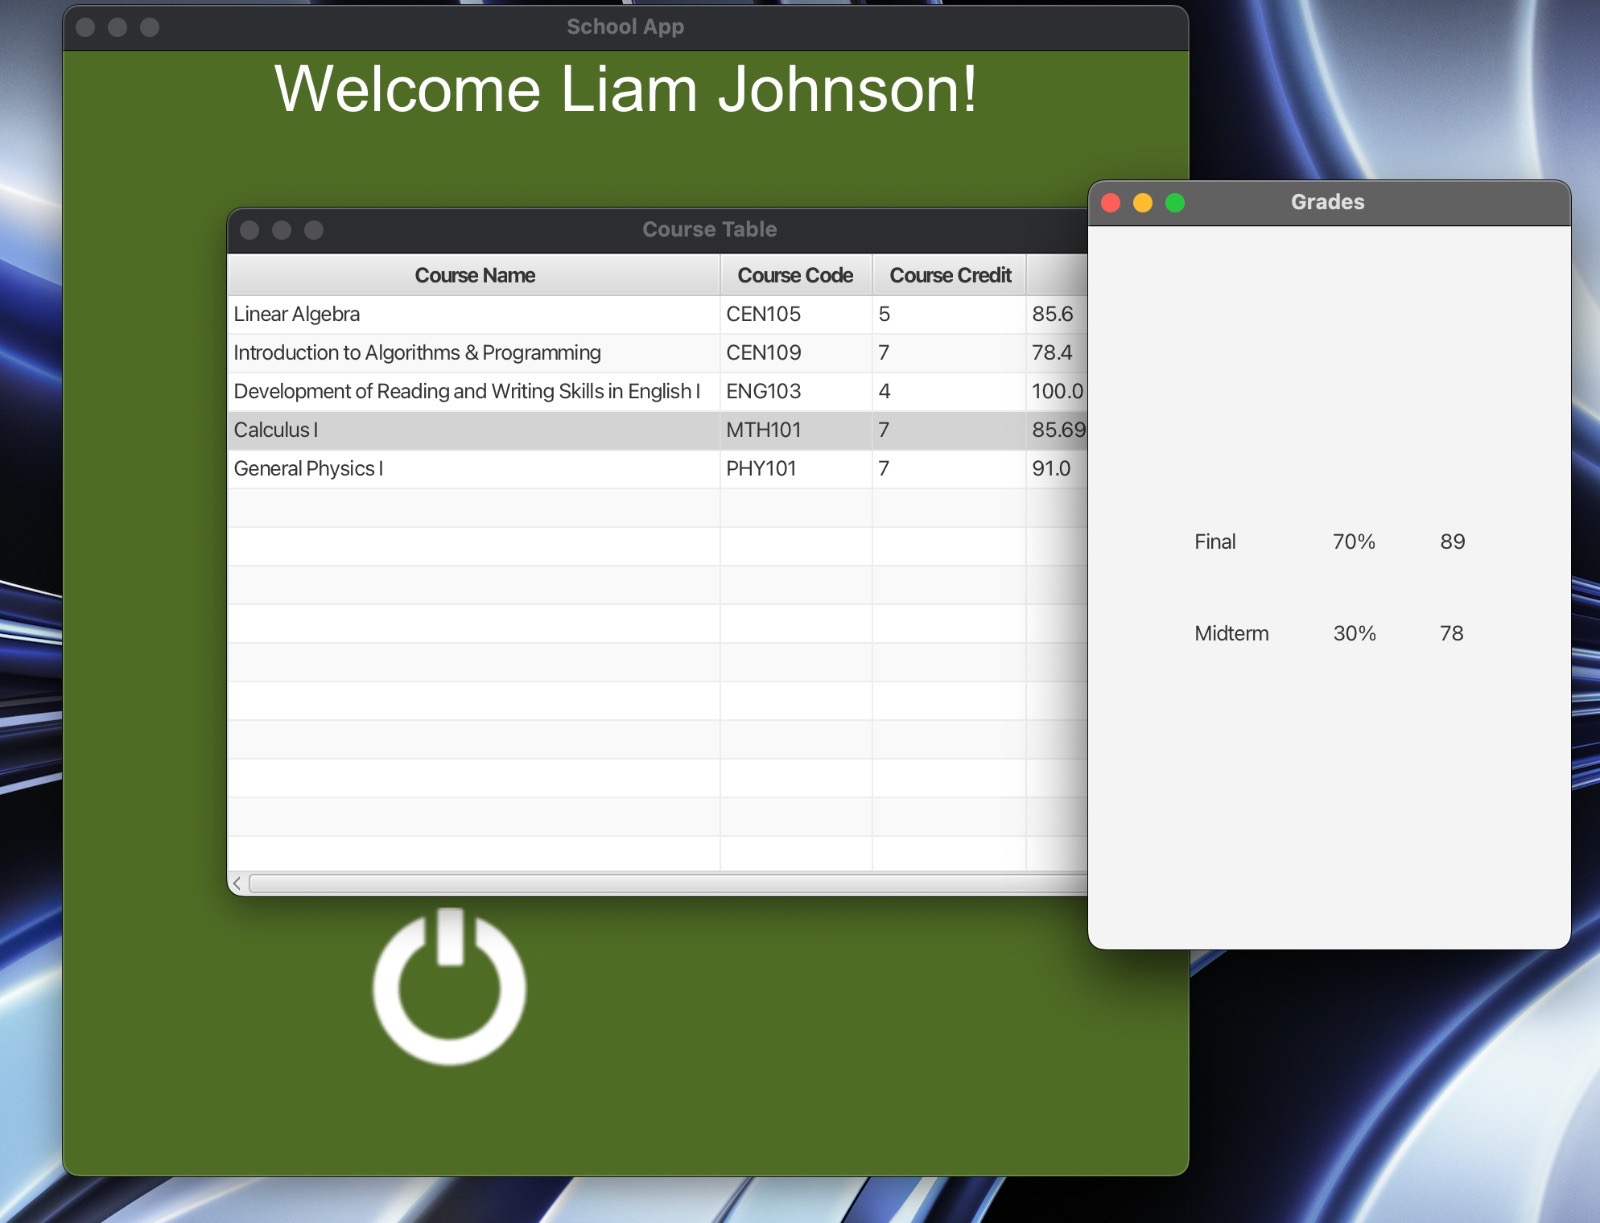 School App
Welcome Liam Johnson!
Course Table
Course Name Course Code Course Credit
Linear Algebra CEN105 5 85.6
Introduction to Algorithms & Programming CEN109 7 78.4
Development of Reading and Writing Skills in English I ENG103 4 100.0
Calculus I MTH101 7 85.69
General Physics I PHY101 7 91.0
Grades
Final 70% 89
Midterm 30% 78